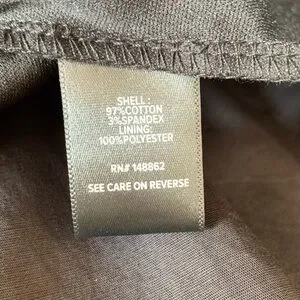 SHELL :
97%COTTON
3%SPANDEX
LINING:
100%POLYESTER
RN# 148862
SEE CARE ON REVERSE